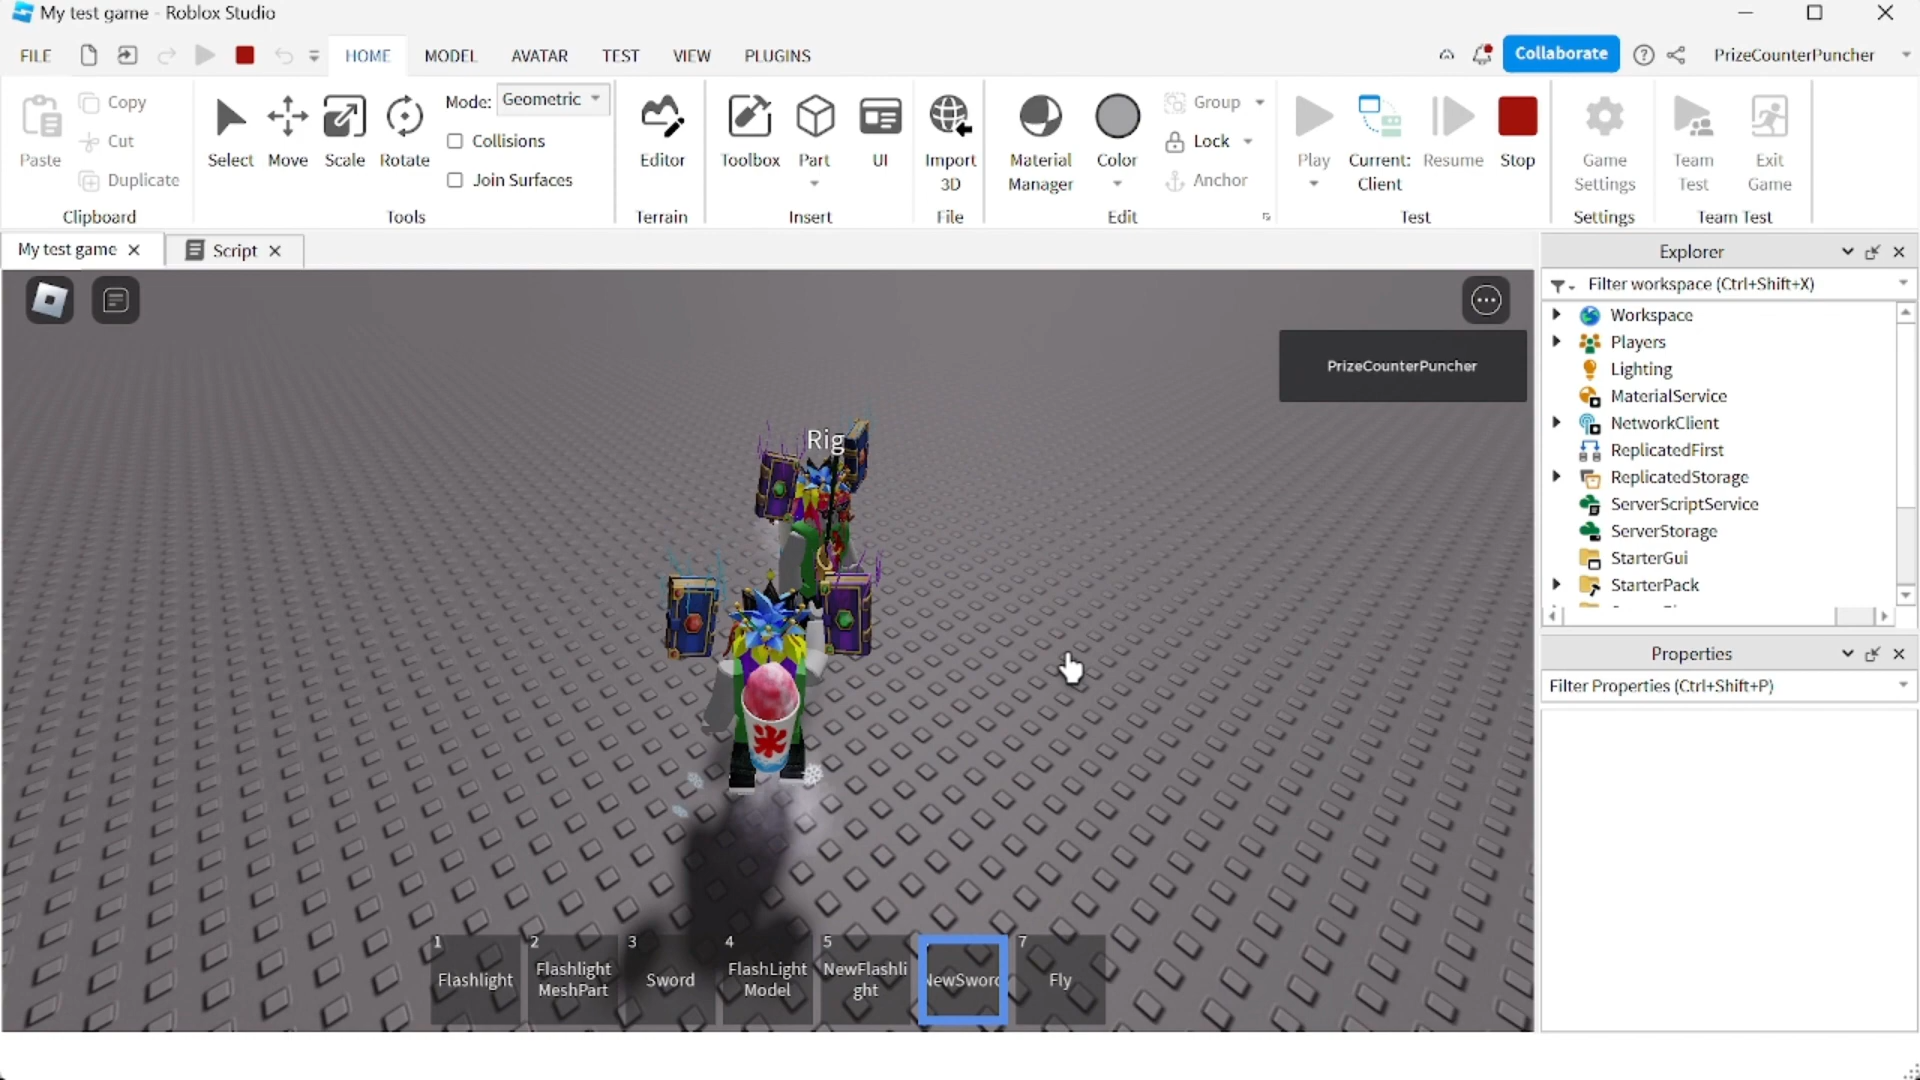 My test game - Roblox Studio
FILE HOME MODEL AVATAR TEST VIEW PLUGINS Collaborate PrizeCounterPuncher
Paste
Copy
Cut
Duplicate
Clipboard
Select Move Scale Rotate
Mode: Geometric
Collisions
Join Surfaces
Tools
Editor
Terrain
Toolbox Part UI
Insert
Import
3D
File
Material
Manager
Color
Group
Lock
Anchor
Edit
Play
Current:
Client
Resume Stop
Test
Game
Settings
Settings
Team
Test
Exit
Game
Team Test
My test game
Script
PrizeCounterPuncher
Rig
氷
1
Flashlight
2
Flashlight
MeshPart
3
Sword
4
FlashLight
Model
5
NewFlashli
ght
NewSword
7
Fly
Explorer
Filter workspace (Ctrl+Shift+X)
Workspace
Players
Lighting
MaterialService
NetworkClient
ReplicatedFirst
ReplicatedStorage
ServerScriptService
ServerStorage
StarterGui
StarterPack
Properties
Filter Properties (Ctrl+Shift+P)